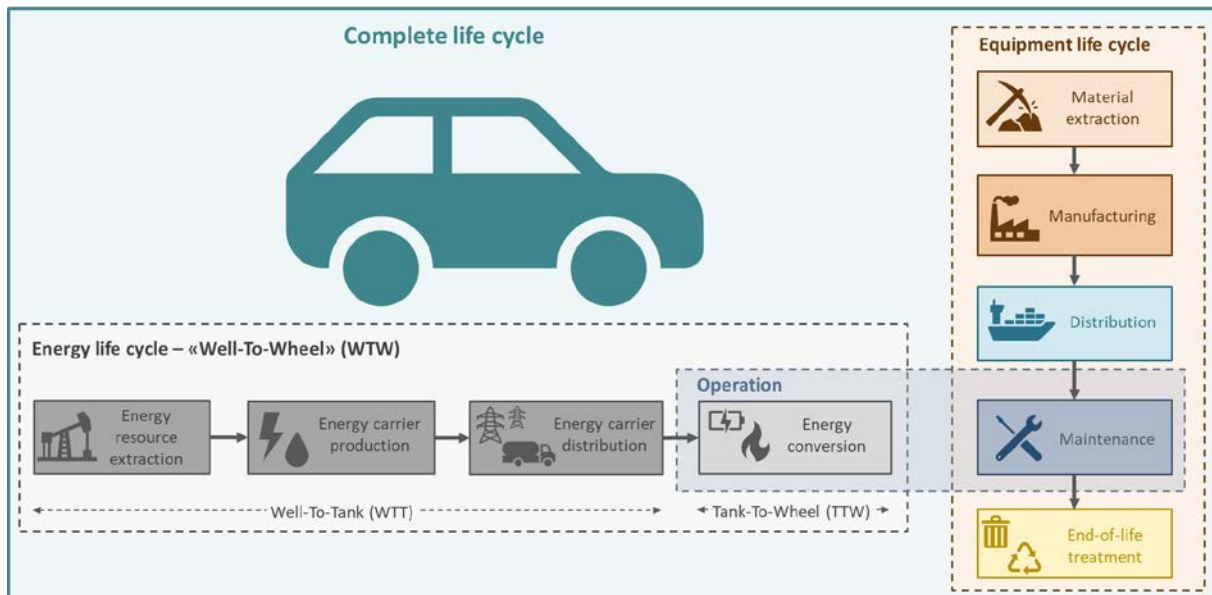 Complete life cycle
Equipment life cycle
Material
extraction
Manufacturing
Distribution
Energy life cycle – «Well-To-Wheel» (WTW)
Operation
Energy
resource
extraction
Energy carrier
production
Energy carrier
distribution
Energy
conversion
Maintenance
Well-To-Tank (WTT)
Tank-To-Wheel (TTW)
End-of-life
treatment